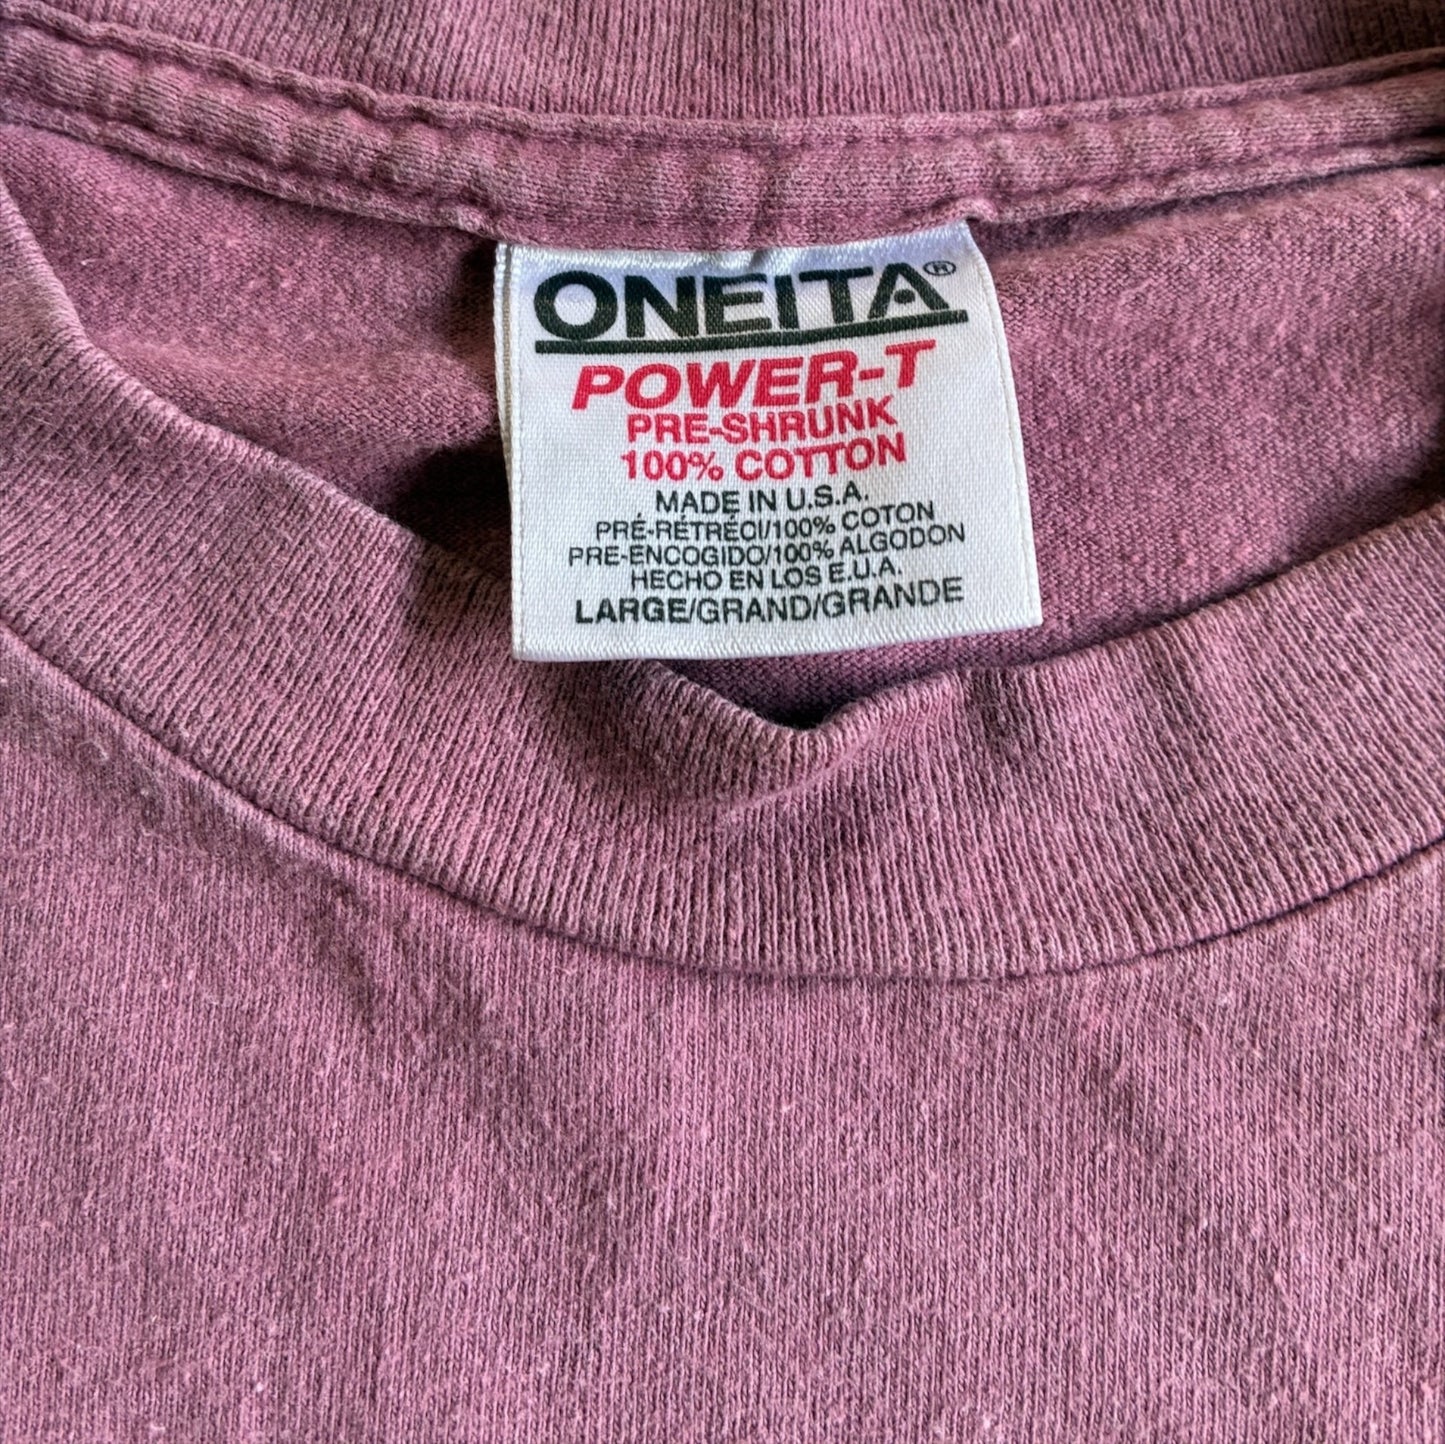 ONEITA®
POWER-T
PRE-SHRUNK
100% COTTON
MADE IN U.S.A.
PRÉ-RÉTRÉCI/100% COTON
PRE-ENCOGIDO/100% ALGODON
HECHO EN LOS E.U.A.
LARGE/GRAND/GRANDE